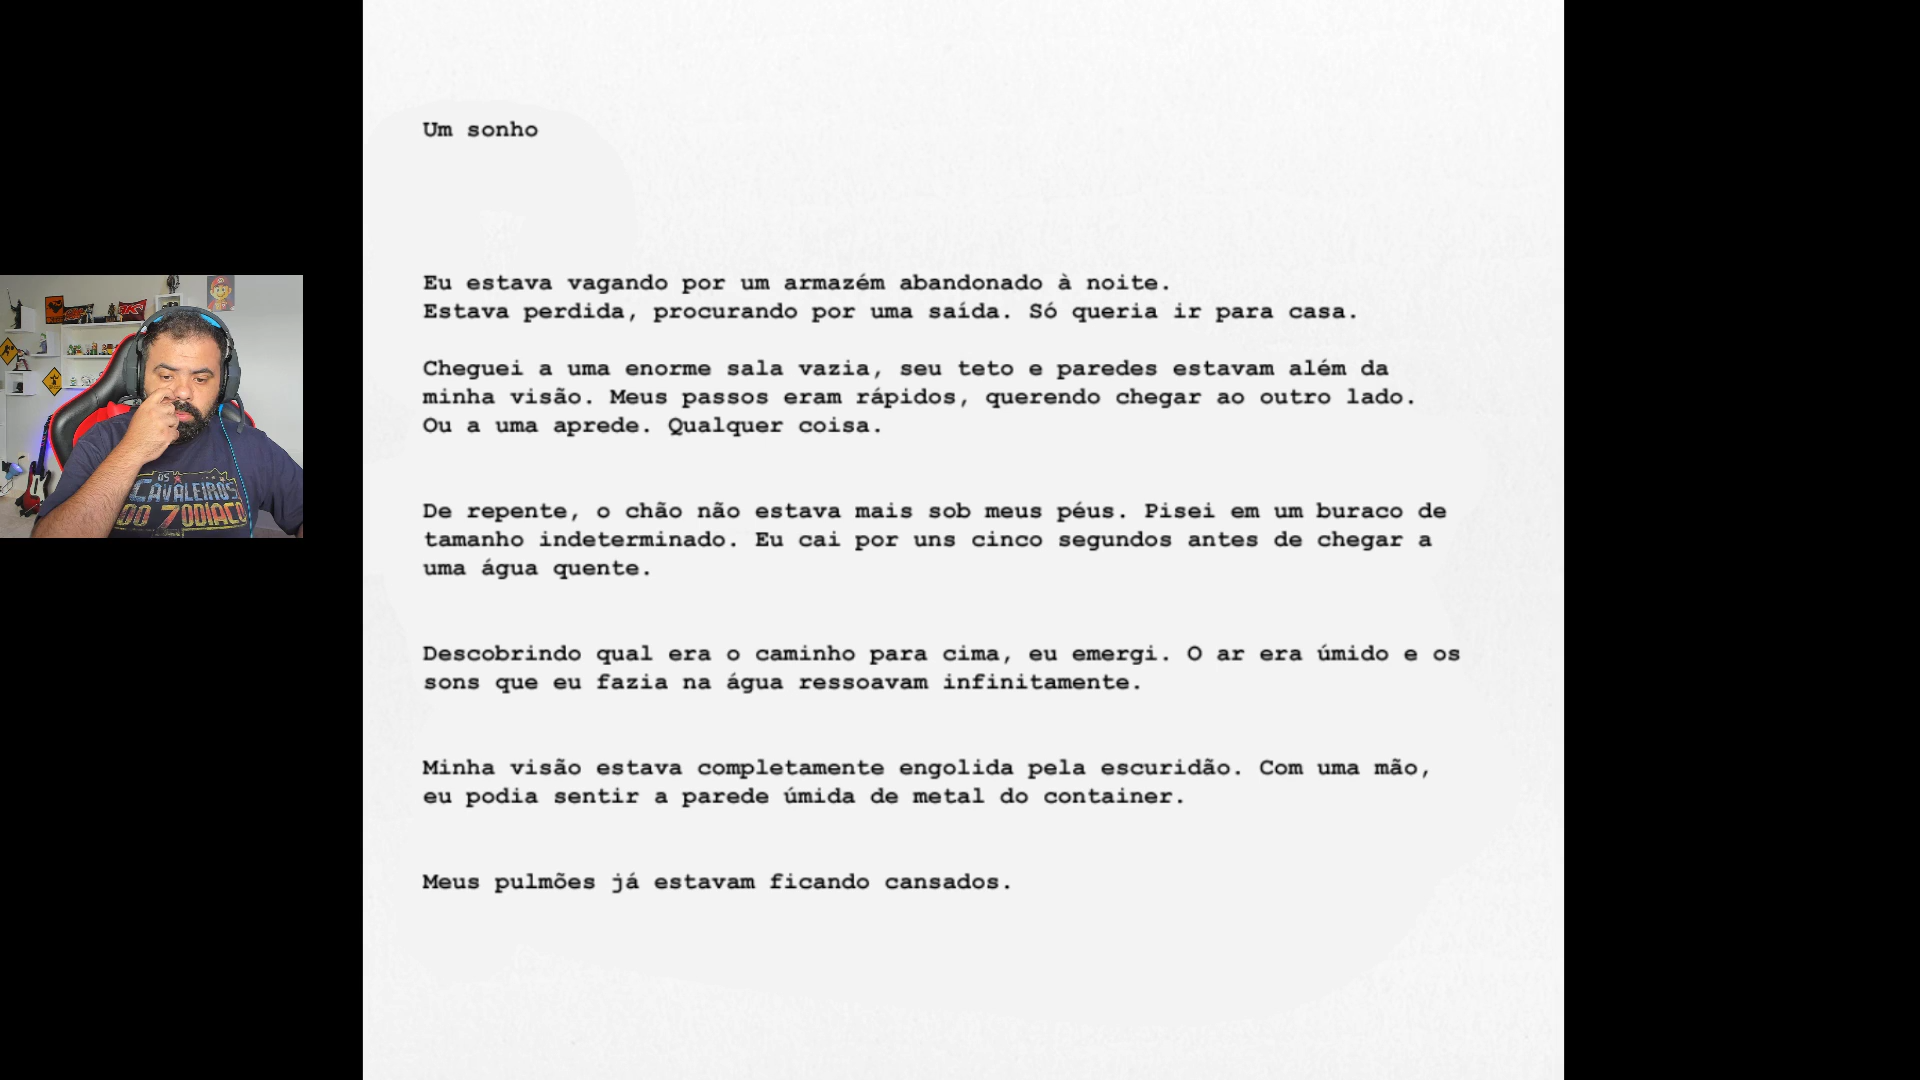 Um sonho
Eu estava vagando por um armazém abandonado à noite.
Estava perdida, procurando por uma saída. Só queria ir para casa.
Cheguei a uma enorme sala vazia, seu teto e paredes estavam além da
minha visão. Meus passos eram rápidos, querendo chegar ao outro lado.
Ou a uma aprede. Qualquer coisa.
De repente, o chão não estava mais sob meus péus. Pisei em um buraco de
tamanho indeterminado. Eu cai por uns cinco segundos antes de chegar a
uma água quente.
Descobrindo qual era o caminho para cima, eu emergi. O ar era úmido e os
sons que eu fazia na água ressoavam infinitamente.
Minha visão estava completamente engolida pela escuridão. Com uma mão,
eu podia sentir a parede úmida de metal do container.
Meus pulmões já estavam ficando cansados.
OS
CAVALEIROS
DO ZODIACO